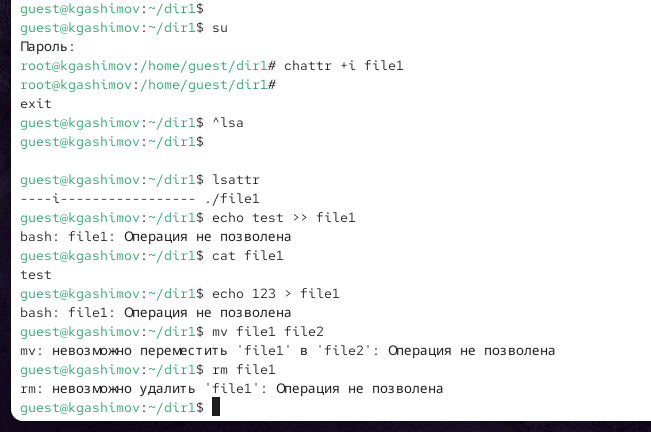 guest@kgashimov:~/dir1$
guest@kgashimov:~/dir1$ su
Пароль:
root@kgashimov:/home/guest/dir1# chattr +i file1
root@kgashimov:/home/guest/dir1#
exit
guest@kgashimov:~/dir1$ ^lsa
guest@kgashimov:~/dir1$
guest@kgashimov:~/dir1$ lsattr
----i----------------- ./file1
guest@kgashimov:~/dir1$ echo test >> file1
bash: file1: Операция не позволена
guest@kgashimov:~/dir1$ cat file1
test
guest@kgashimov:~/dir1$ echo 123 > file1
bash: file1: Операция не позволена
guest@kgashimov:~/dir1$ mv file1 file2
mv: невозможно переместить 'file1' в 'file2': Операция не позволена
guest@kgashimov:~/dir1$ rm file1
rm: невозможно удалить 'file1': Операция не позволена
guest@kgashimov:~/dir1$